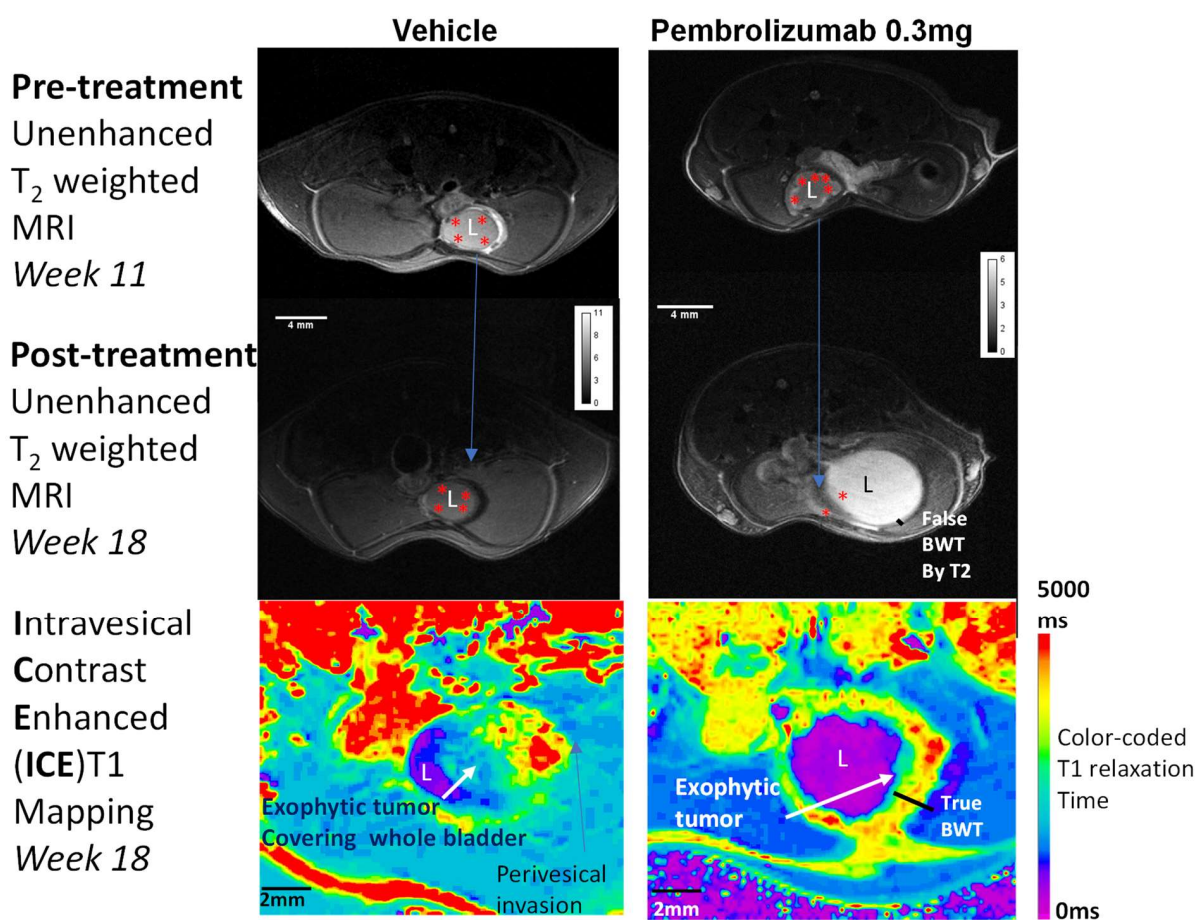 Vehicle
Pembrolizumab 0.3mg
Pre-treatment
Unenhanced
T2 weighted
MRI
Week 11
* * * *
L
* * * * *
L
4 mm
11
8
6
3
0
4 mm
6
5
3
2
0
Post-treatment
Unenhanced
T2 weighted
MRI
Week 18
* * * *
L
L
* *
False
BWT
By T2
Intravesical
Contrast
Enhanced
(ICE)T1
Mapping
Week 18
L
Exophytic tumor
Covering whole bladder
Perivesical
invasion
2mm
L
Exophytic
tumor
True
BWT
2mm
5000
ms
Color-coded
T1 relaxation
Time
0ms